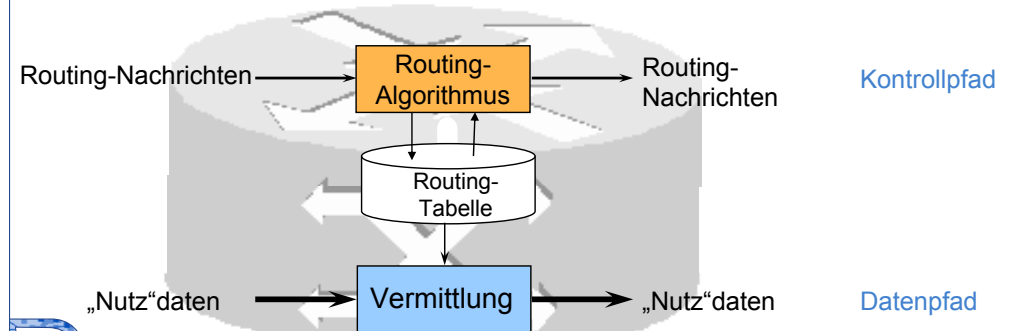 Routing-Nachrichten
Routing-
Algorithmus
Routing-
Nachrichten
Kontrollpfad
Routing-
Tabelle
„Nutz“daten
Vermittlung
„Nutz“daten
Datenpfad